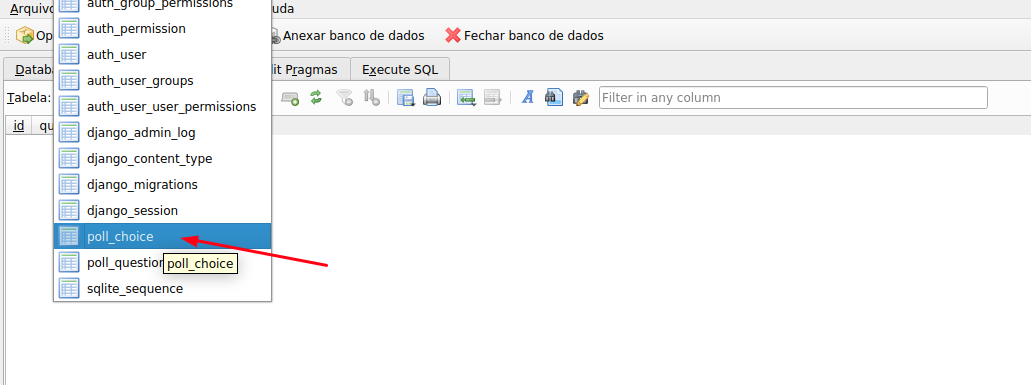 Arquivo
uda
auth_group_permissions
Op
Anexar banco de dados
Fechar banco de dados
auth_permission
auth_user
Databa
it Pragmas
Execute SQL
auth_user_groups
Tabela:
Filter in any column
auth_user_user_permissions
id
qu
django_admin_log
django_content_type
django_migrations
django_session
poll_choice
poll_question
poll_choice
sqlite_sequence